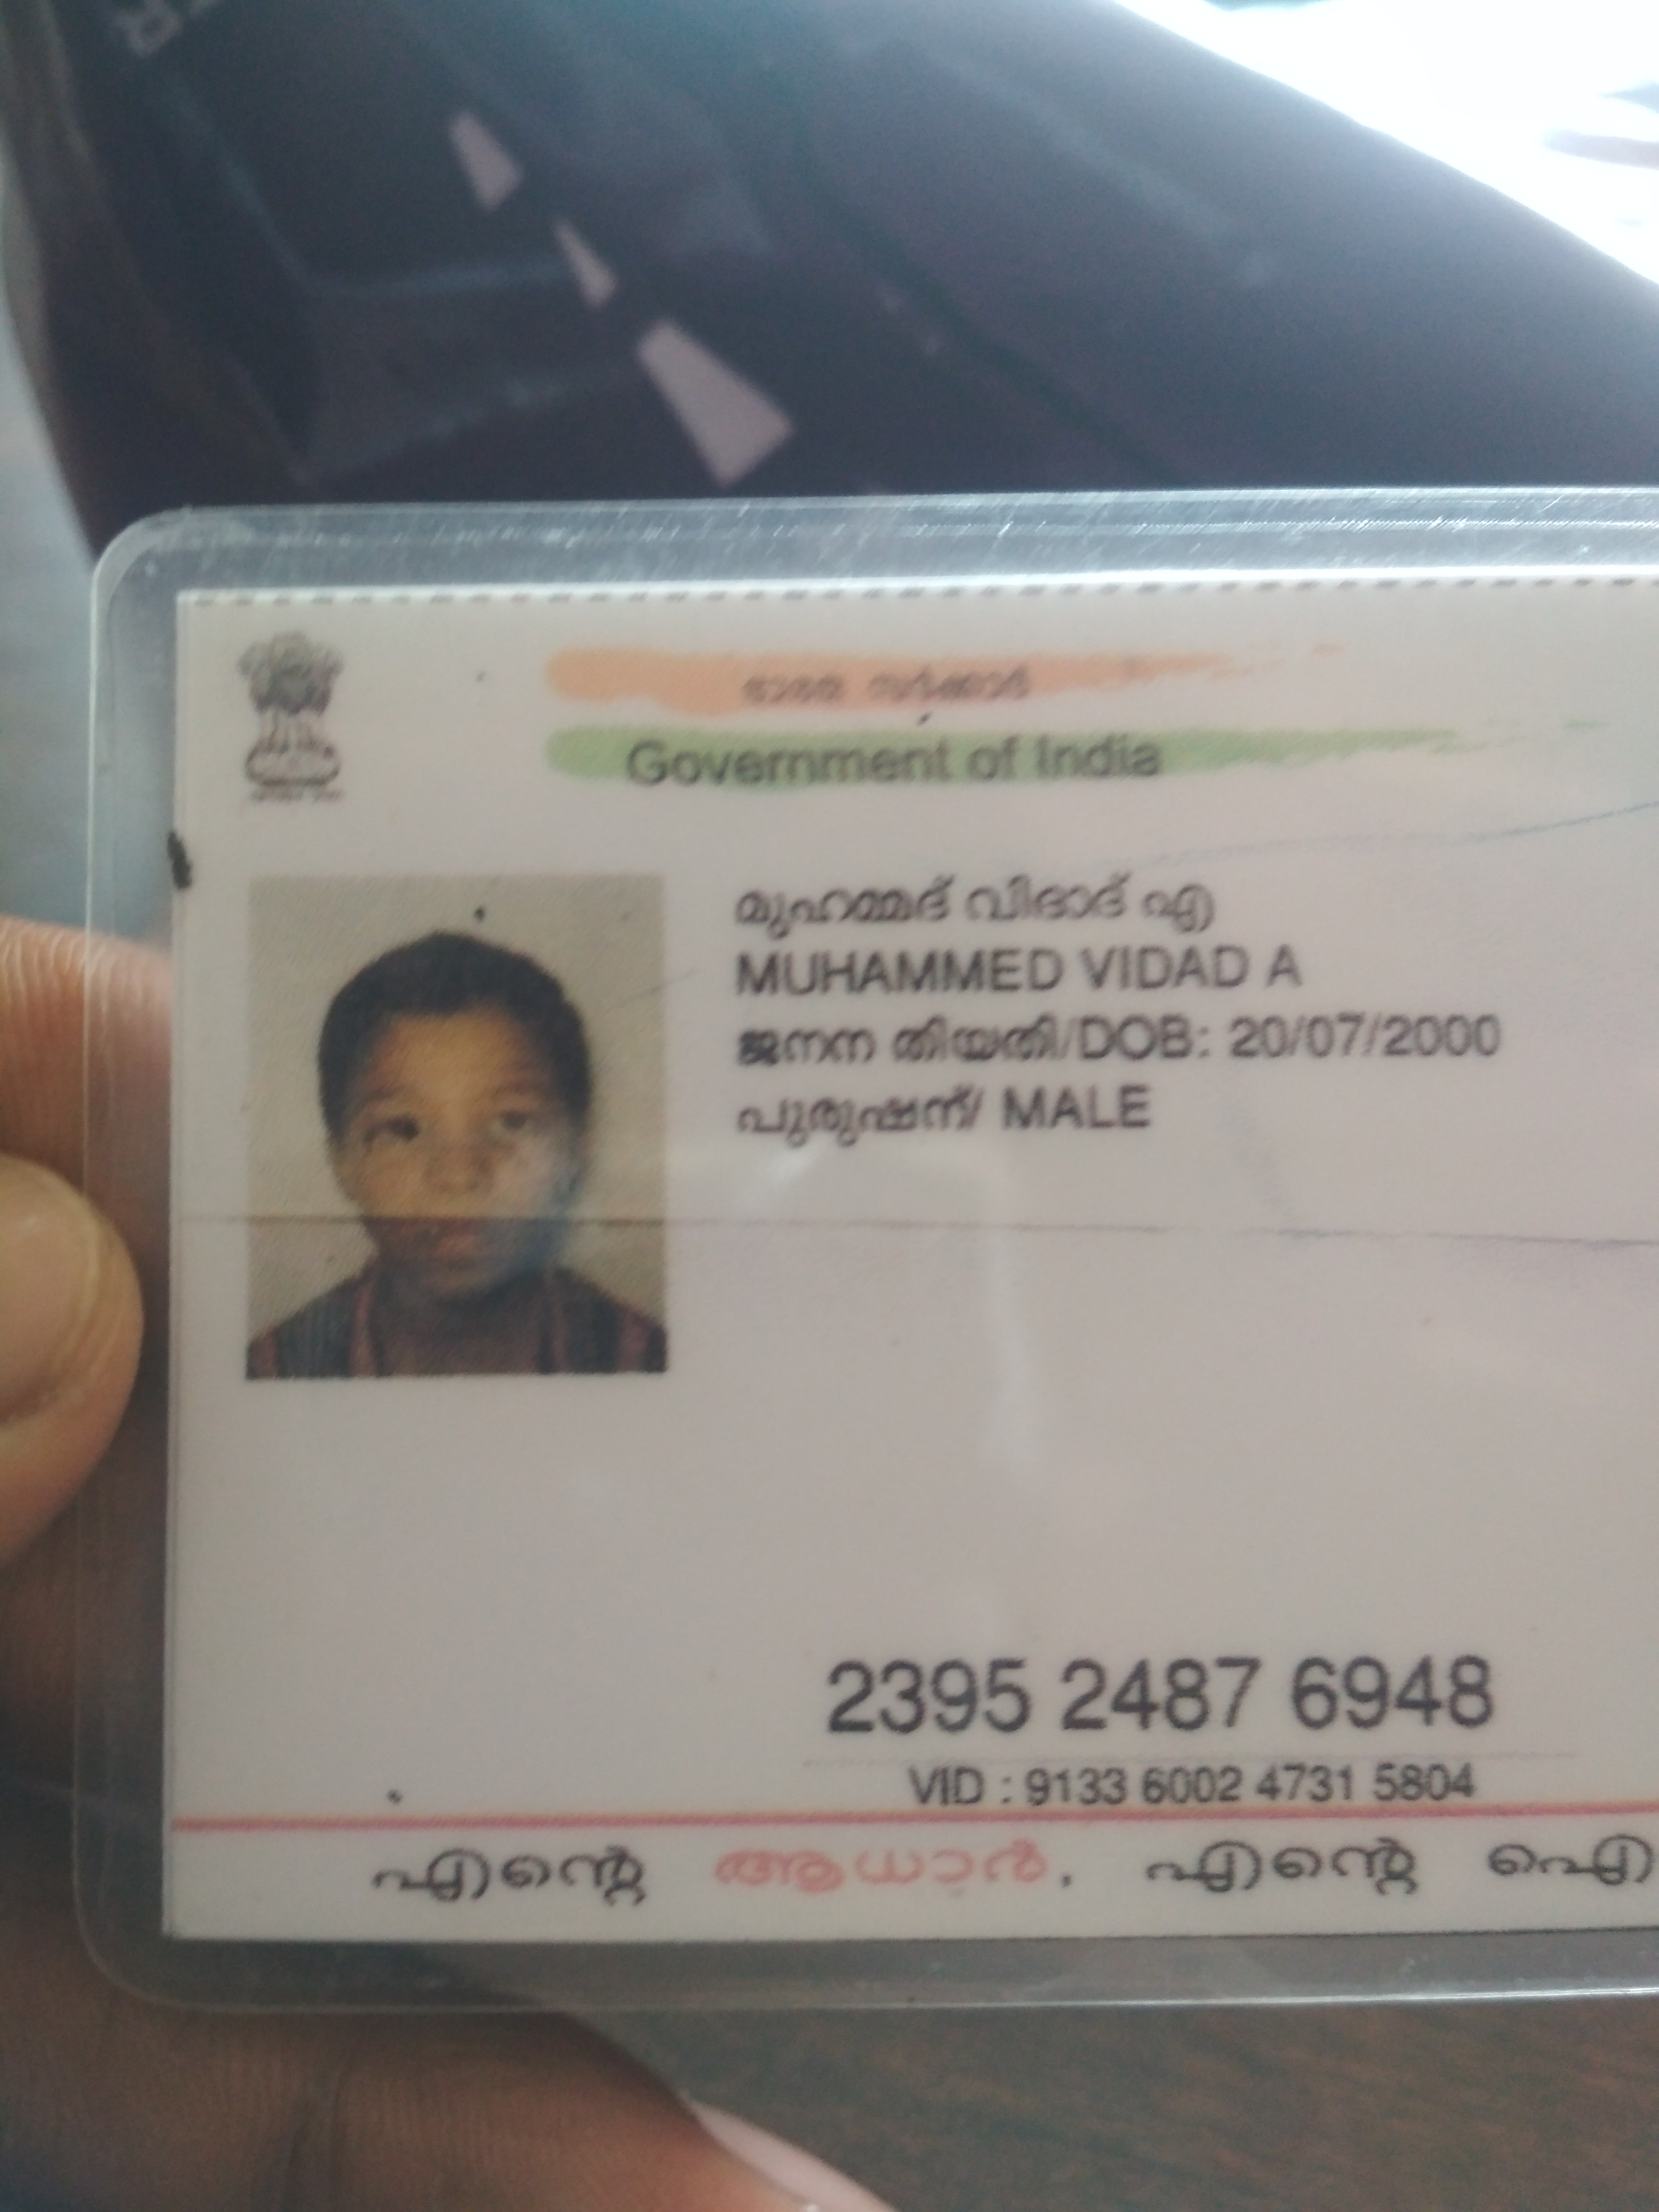 ഭാരത സർക്കാർ
Government of India
മുഹമ്മദ് വിദാദ് എ
MUHAMMED VIDAD A
ജനന തിയതി/DOB: 20/07/2000
പുരുഷന്/ MALE
2395 2487 6948
VID : 9133 6002 4731 5804
എന്റെ ആധാർ, എന്റെ ഐ